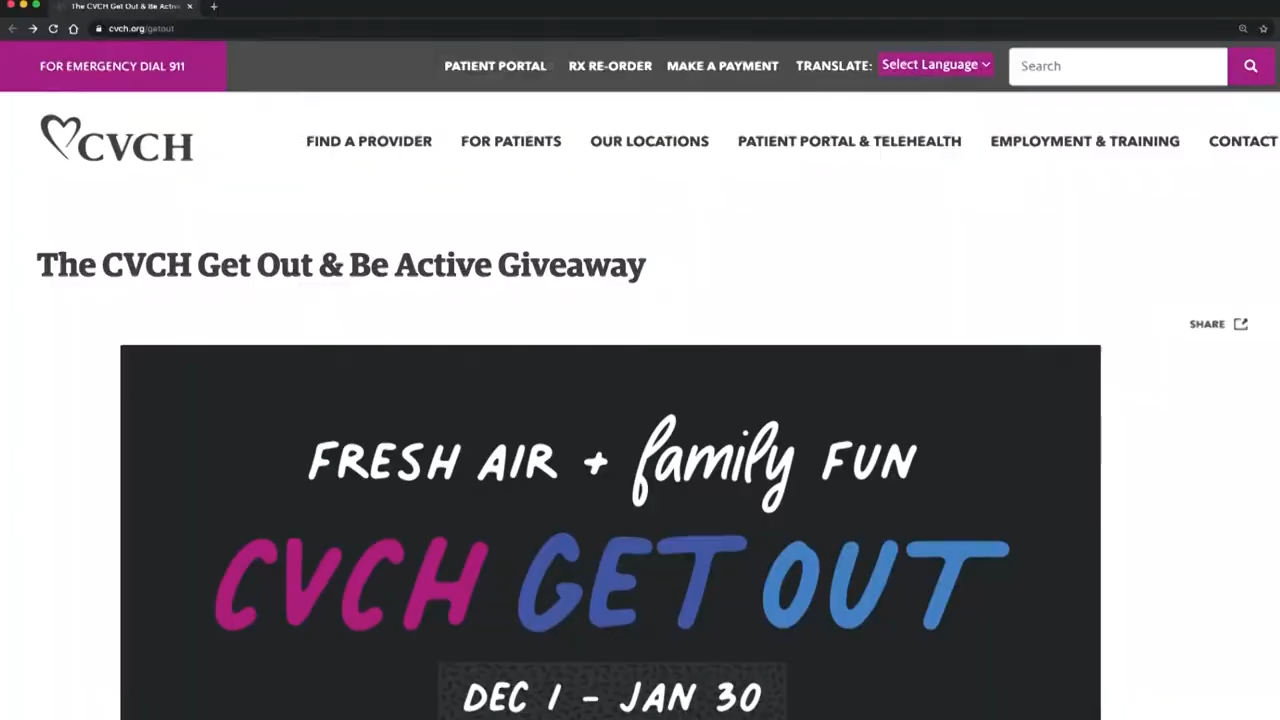 The CVCH Get Out & Be Activ
cvch.org/getout
FOR EMERGENCY DIAL 911
PATIENT PORTAL RX RE-ORDER MAKE A PAYMENT TRANSLATE: Select Language Search
CVCH
FIND A PROVIDER FOR PATIENTS OUR LOCATIONS PATIENT PORTAL & TELEHEALTH EMPLOYMENT & TRAINING CONTACT
The CVCH Get Out & Be Active Giveaway
SHARE
FRESH AIR + family FUN
CVCH GET OUT
DEC 1 - JAN 30